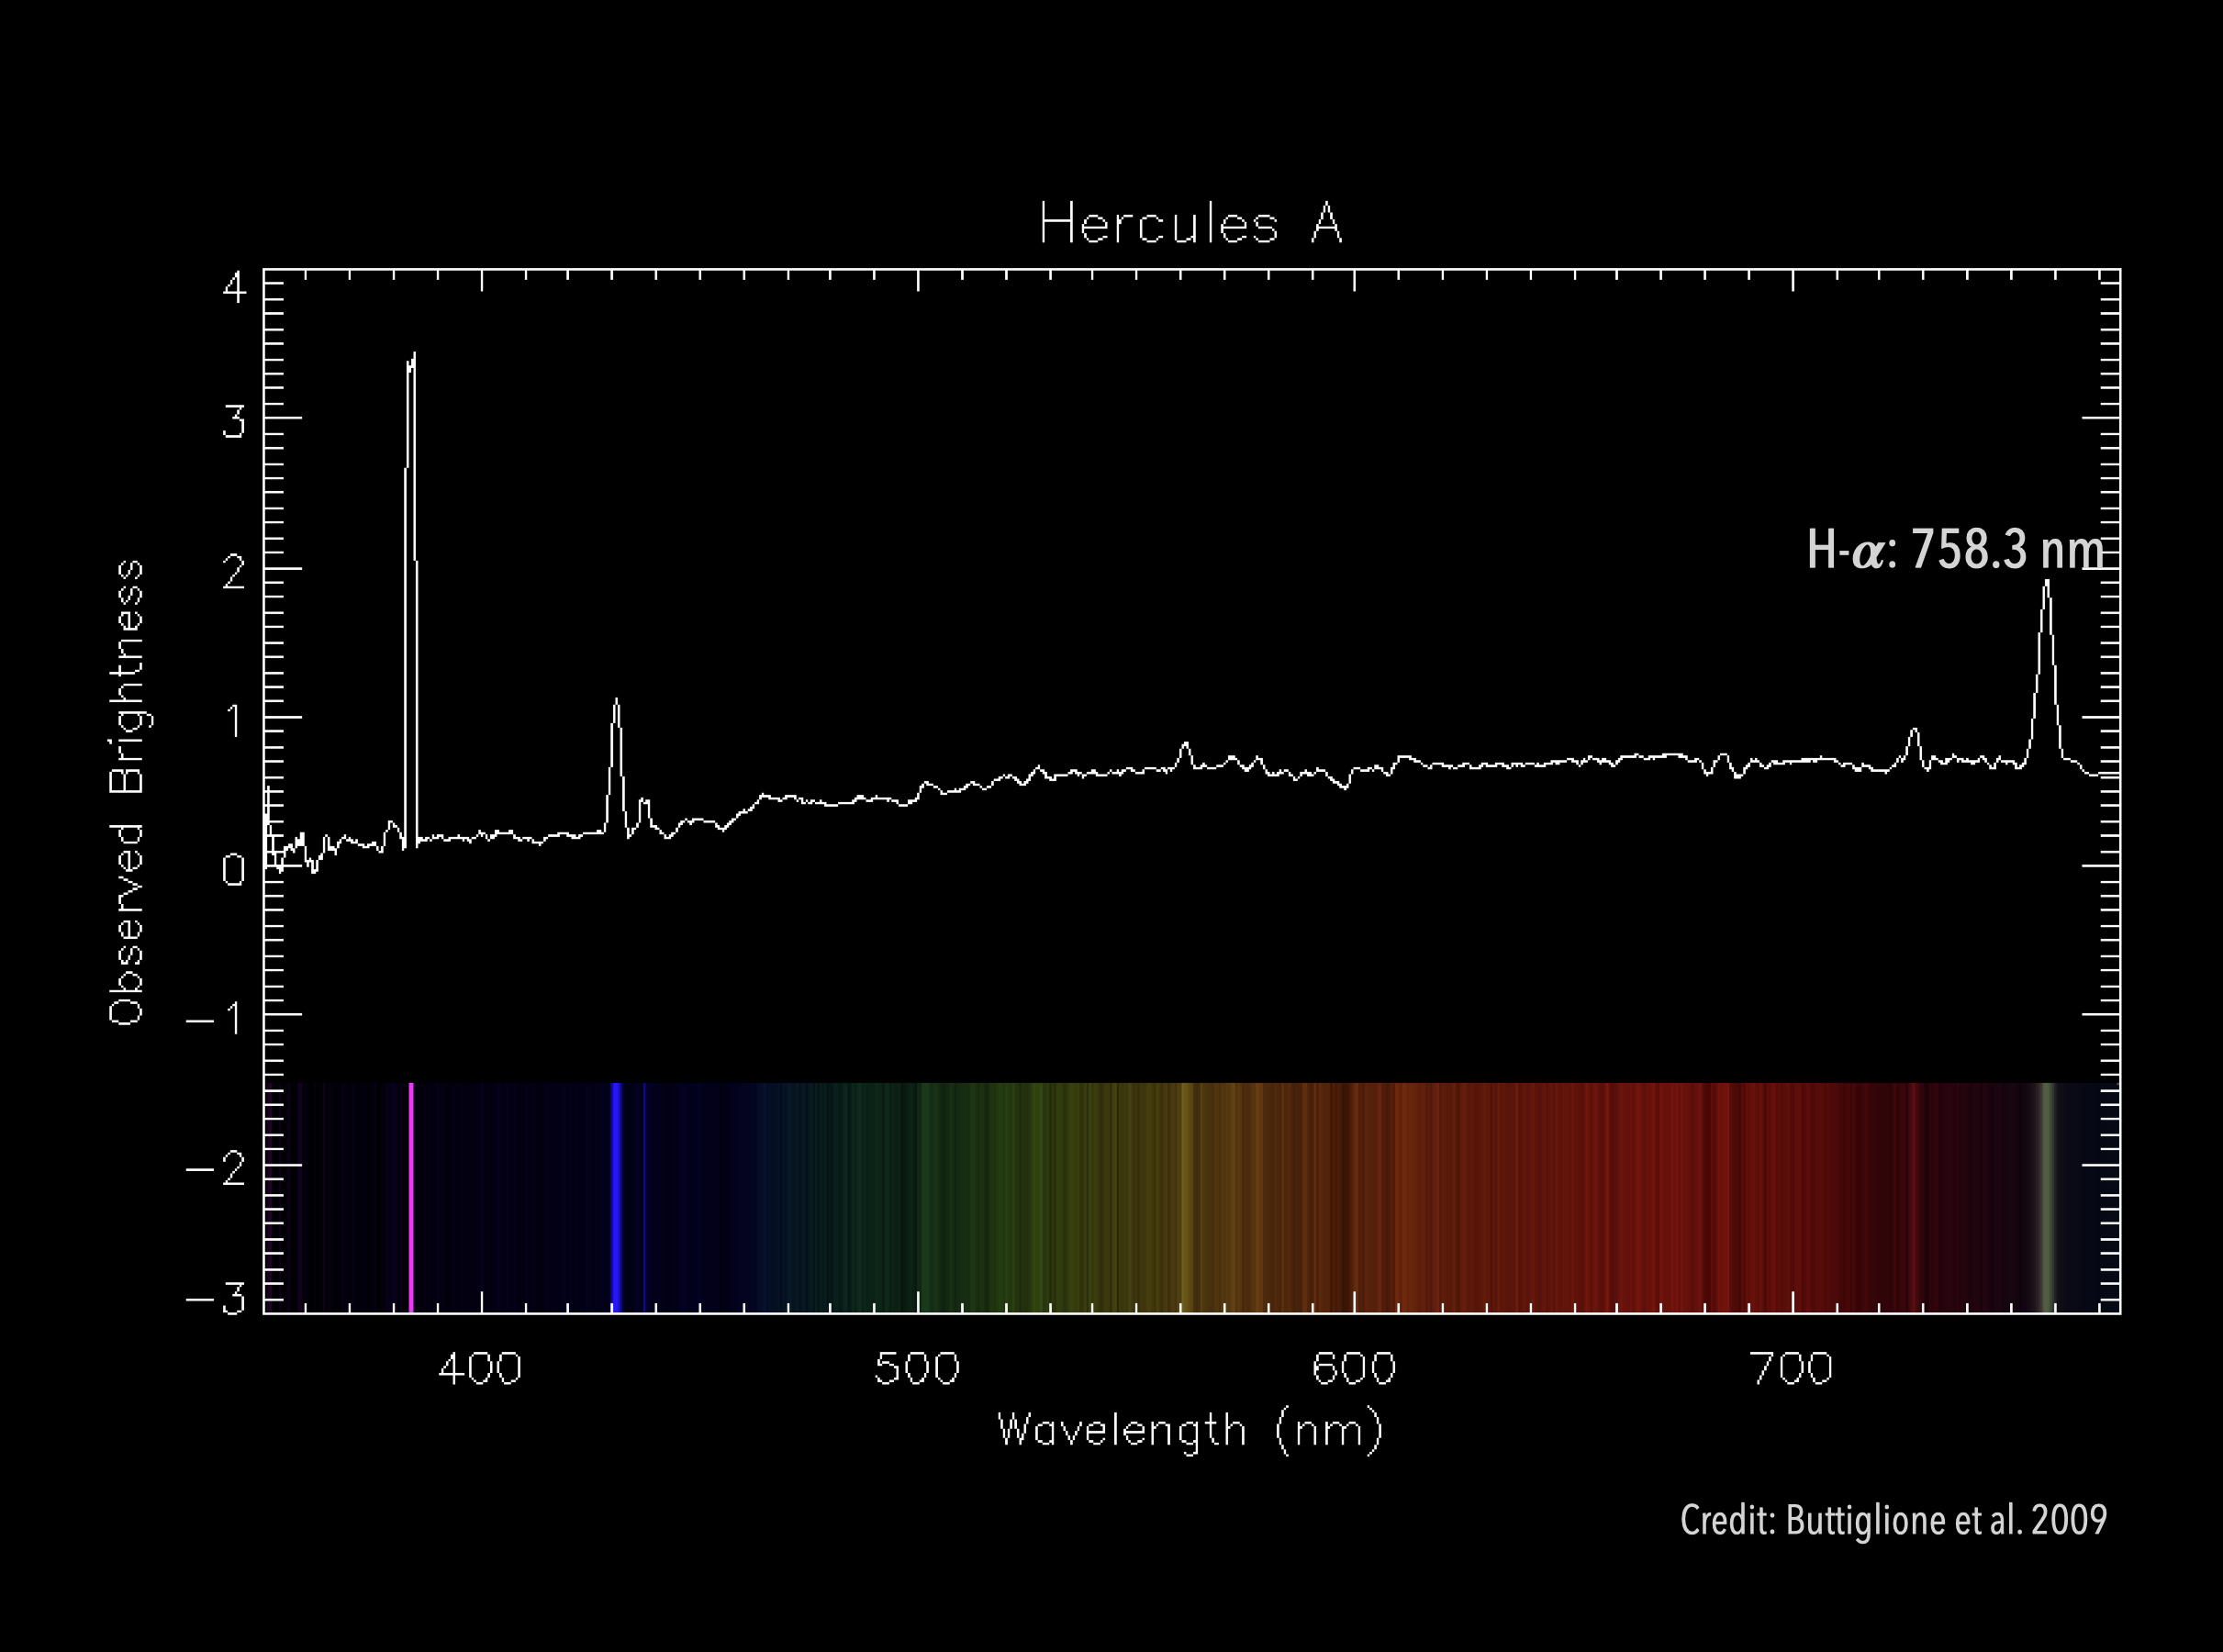 Hercules A
4
3
2
1
0
−1
−2
−3
Observed Brightness
H-α: 758.3 nm
400 500 600 700
Wavelength (nm)
Credit: Buttiglione et al. 2009